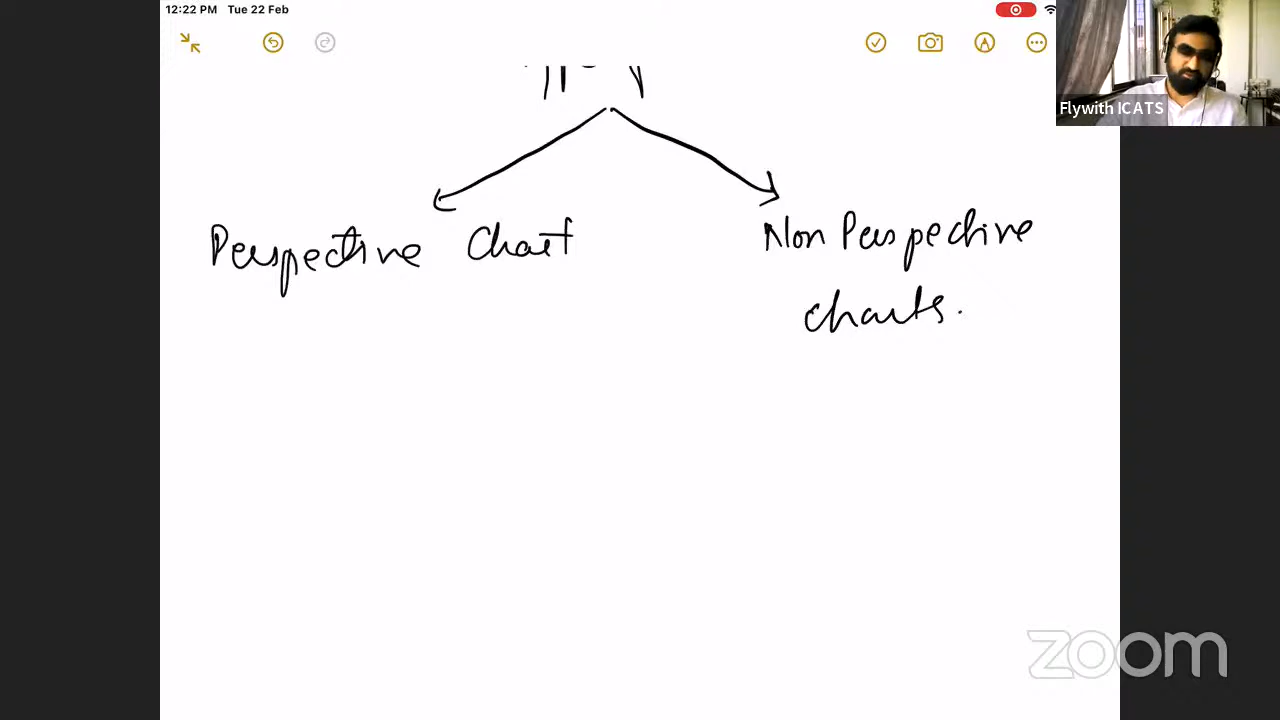 12:22 PM Tue 22 Feb
Flywith ICATS
Perspective Chart
Non Perspective
charts.
zoom